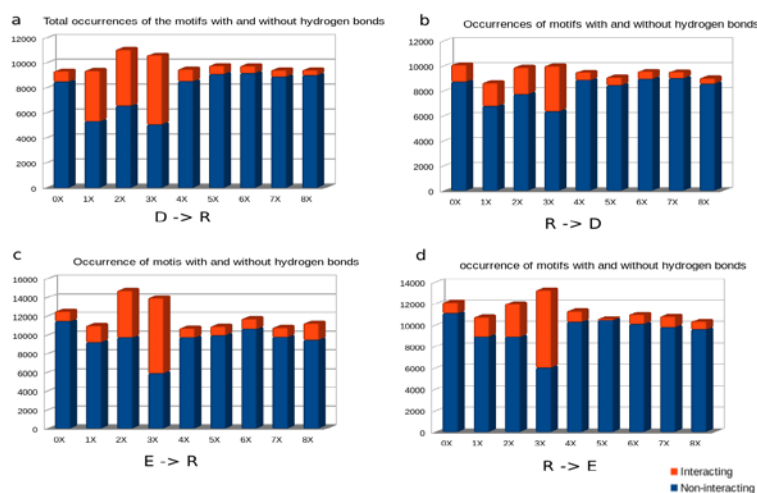 a
Total occurrences of the motifs with and without hydrogen bonds
12000
10000
8000
6000
4000
2000
0
0X 1X 2X 3X 4X 5X 6X 7X 8X
D -> R
b
Occurrences of motifs with and without hydrogen bonds
12000
10000
8000
6000
4000
2000
0
0X 1X 2X 3X 4X 5X 6X 7X 8X
R -> D
c
Occurrence of motis with and without hydrogen bonds
16000
14000
12000
10000
8000
6000
4000
2000
0
0X 1X 2X 3X 4X 5X 6X 7X 8X
E -> R
d
occurrence of motifs with and without hydrogen bonds
14000
12000
10000
8000
6000
4000
2000
0
0X 1X 2X 3X 4X 5X 6X 7X 8X
R -> E
Interacting
Non-interacting